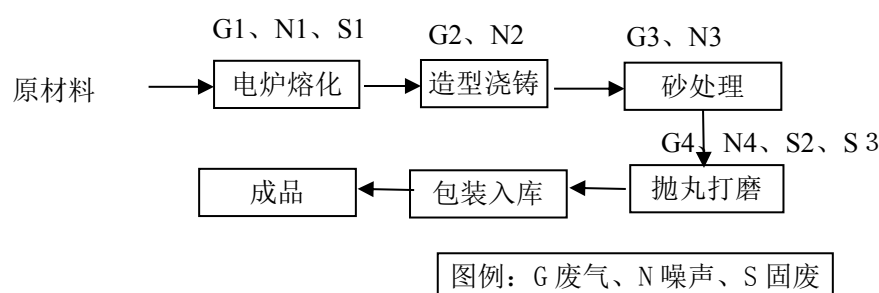 G1、N1、S1
G2、N2
G3、N3
原材料
电炉熔化
造型浇铸
砂处理
G4、N4、S2、S３
成品
包装入库
抛丸打磨
图例：G 废气、N 噪声、S 固废